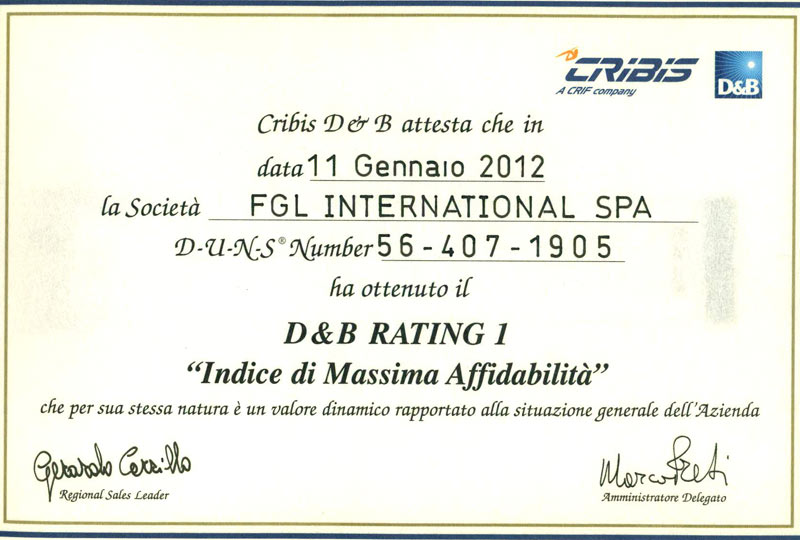 CRIBIS
D&B
A CRIF company
Cribis D & B attesta che in
data 11 Gennaio 2012
la Società FGL INTERNATIONAL SPA
D-U-N-S® Number 56-407-1905
ha ottenuto il
D&B RATING 1
“Indice di Massima Affidabilità”
che per sua stessa natura è un valore dinamico rapportato alla situazione generale dell'Azienda
Marco Preti
Regional Sales Leader
Amministratore Delegato